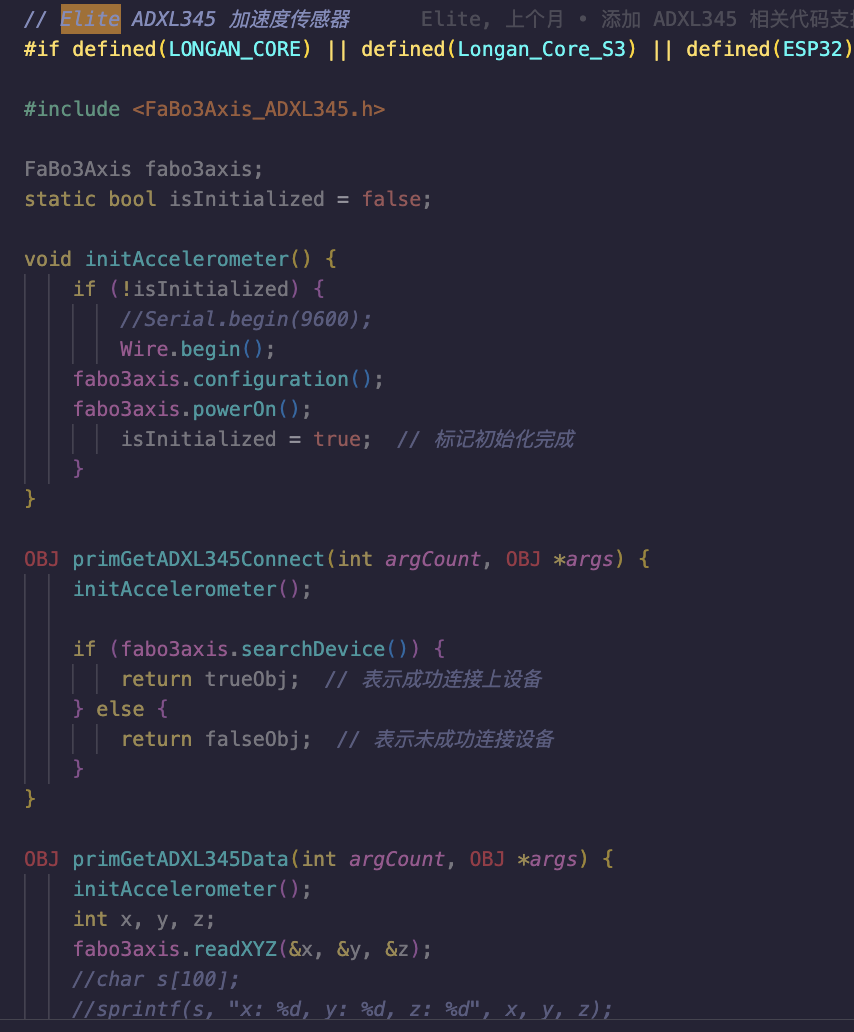 // Elite ADXL345 加速度传感器 Elite, 上个月 • 添加 ADXL345 相关代码支
#if defined(LONGAN_CORE) || defined(Longan_Core_S3) || defined(ESP32)
#include <FaBo3Axis_ADXL345.h>
FaBo3Axis fabo3axis;
static bool isInitialized = false;
void initAccelerometer() {
if (!isInitialized) {
//Serial.begin(9600);
Wire.begin();
fabo3axis.configuration();
fabo3axis.powerOn();
isInitialized = true; // 标记初始化完成
}
}
OBJ primGetADXL345Connect(int argCount, OBJ *args) {
initAccelerometer();
if (fabo3axis.searchDevice()) {
return trueObj; // 表示成功连接上设备
} else {
return falseObj; // 表示未成功连接设备
}
}
OBJ primGetADXL345Data(int argCount, OBJ *args) {
initAccelerometer();
int x, y, z;
fabo3axis.readXYZ(&x, &y, &z);
//char s[100];
//sprintf(s, "x: %d, y: %d, z: %d", x, y, z);